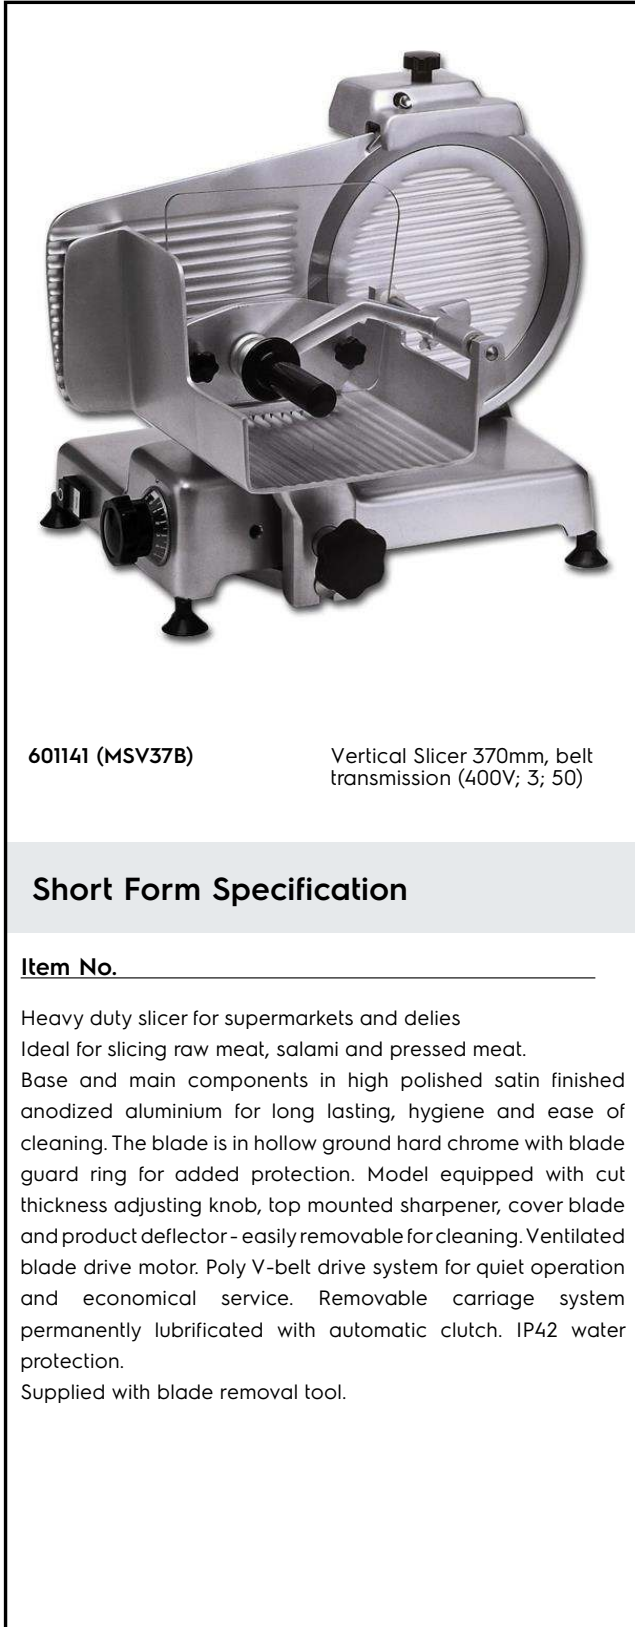 601141 (MSV37B)
Vertical Slicer 370mm, belt
transmission (400V; 3; 50)
Short Form Specification
Item No.
Heavy duty slicer for supermarkets and delies
Ideal for slicing raw meat, salami and pressed meat.
Base and main components in high polished satin finished
anodized aluminium for long lasting, hygiene and ease of
cleaning. The blade is in hollow ground hard chrome with blade
guard ring for added protection. Model equipped with cut
thickness adjusting knob, top mounted sharpener, cover blade
and product deflector - easily removable for cleaning. Ventilated
blade drive motor. Poly V-belt drive system for quiet operation
and economical service. Removable carriage system
permanently lubrificated with automatic clutch. IP42 water
protection.
Supplied with blade removal tool.